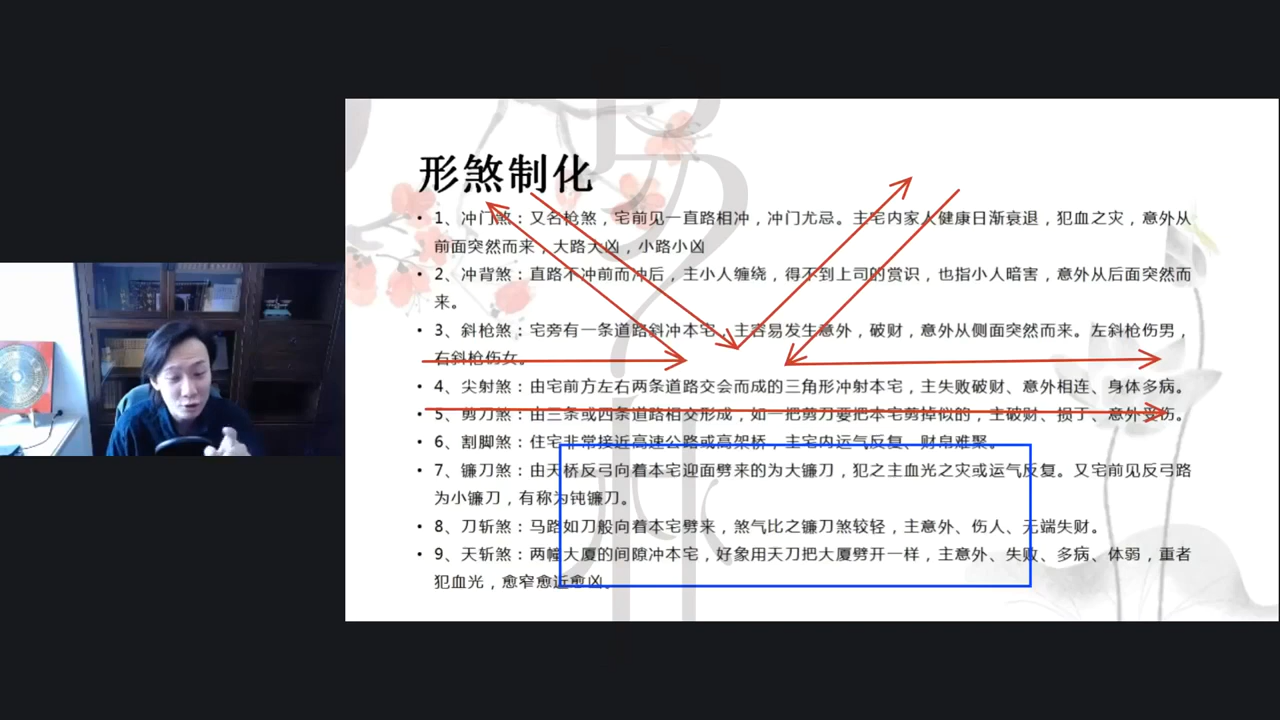 形煞制化
• 1、冲门煞：又名枪煞，宅前见一直路相冲，冲门尤忌。主宅内家人健康日渐衰退，犯血之灾，意外从
前面突然而来，大路大凶，小路小凶
• 2、冲背煞：直路不冲前而冲后，主小人缠绕，得不到上司的赏识，也指小人暗害，意外从后面突然而
来。
• 3、斜枪煞：宅旁有一条道路斜冲本宅，主容易发生意外，破财，意外从侧面突然而来。左斜枪伤男，
右斜枪伤女。
• 4、尖射煞：由宅前方左右两条道路交会而成的三角形冲射本宅，主失败破财、意外相连、身体多病。
• 5、剪刀煞：由三条或四条道路相交形成，如一把剪刀要把本宅剪掉似的，主破财、损丁、意外受伤。
• 6、割脚煞：住宅非常接近高速公路或高架桥，主宅内运气反复、财帛难聚。
• 7、镰刀煞：由天桥反弓向着本宅迎面劈来的为大镰刀，犯之主血光之灾或运气反复。又宅前见反弓路
为小镰刀，有称为钝镰刀。
• 8、刀斩煞：马路如刀般向着本宅劈来，煞气比之镰刀煞较轻，主意外、伤人、无端失财。
• 9、天斩煞：两幢大厦的间隙冲本宅，好象用天刀把大厦劈开一样，主意外、失败、多病、体弱，重者
犯血光，愈窄愈近愈凶。